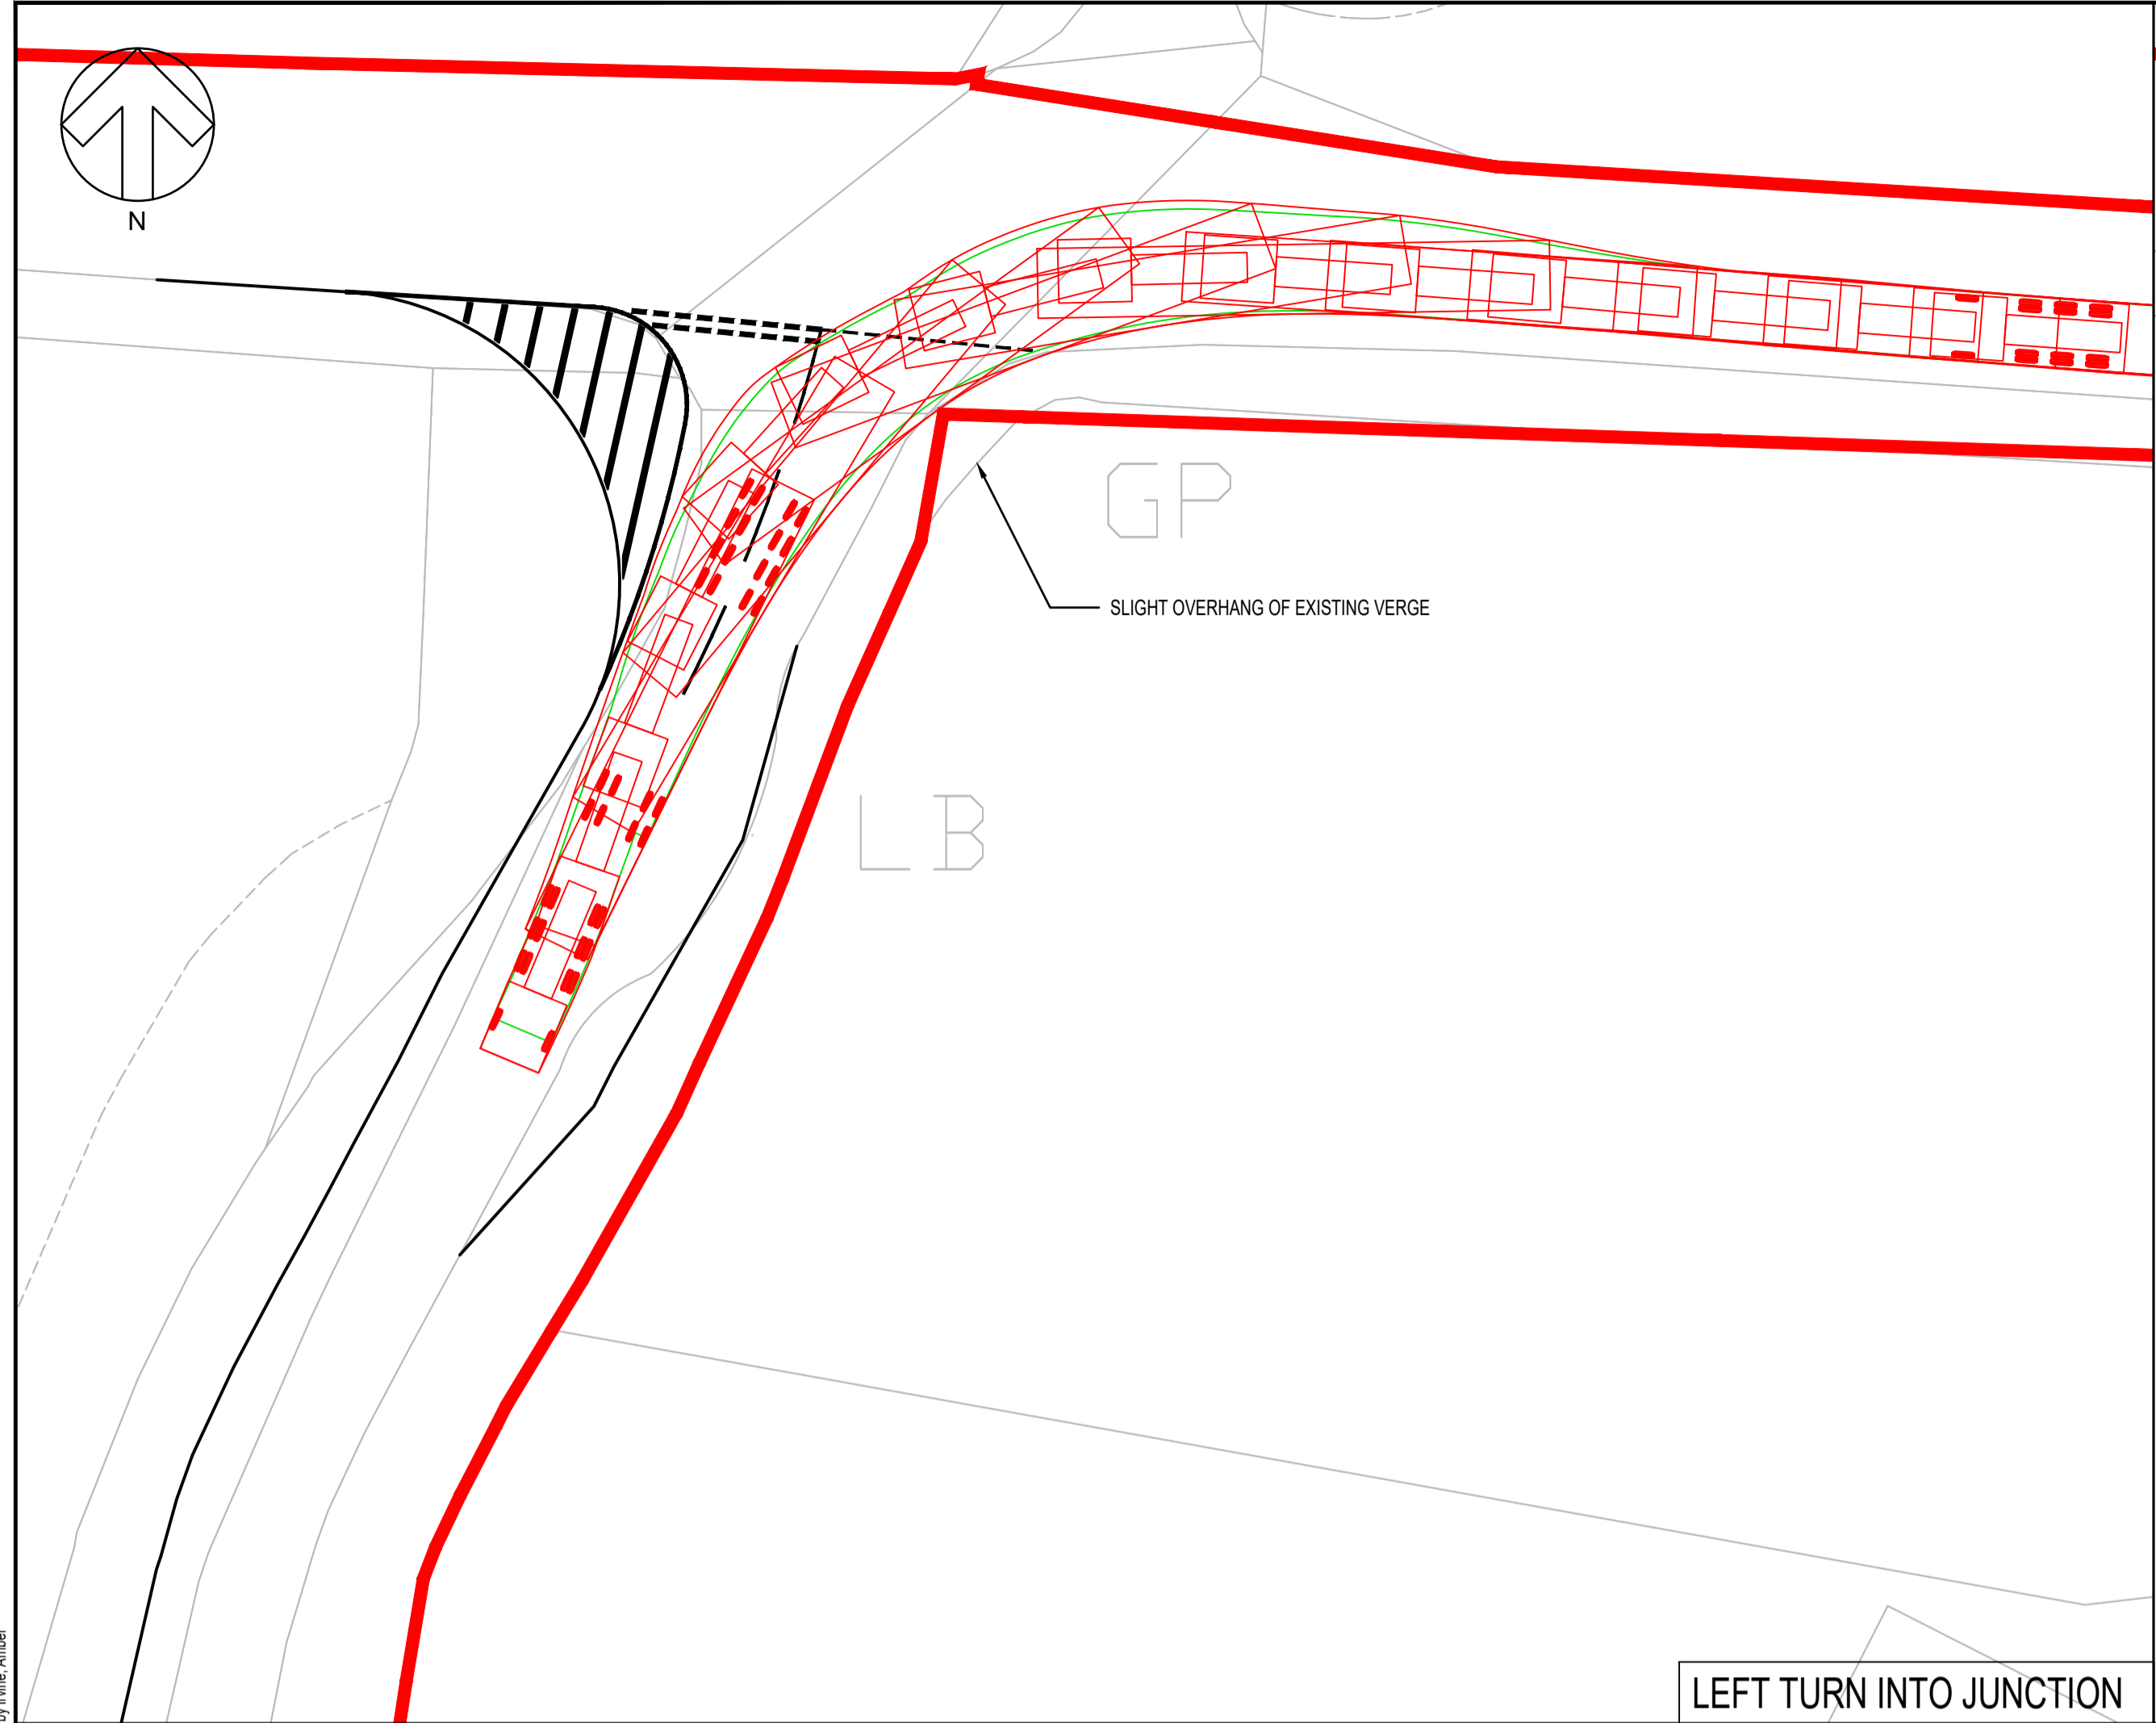 N
GP
SLIGHT OVERHANG OF EXISTING VERGE
LB
LEFT TURN INTO JUNCTION